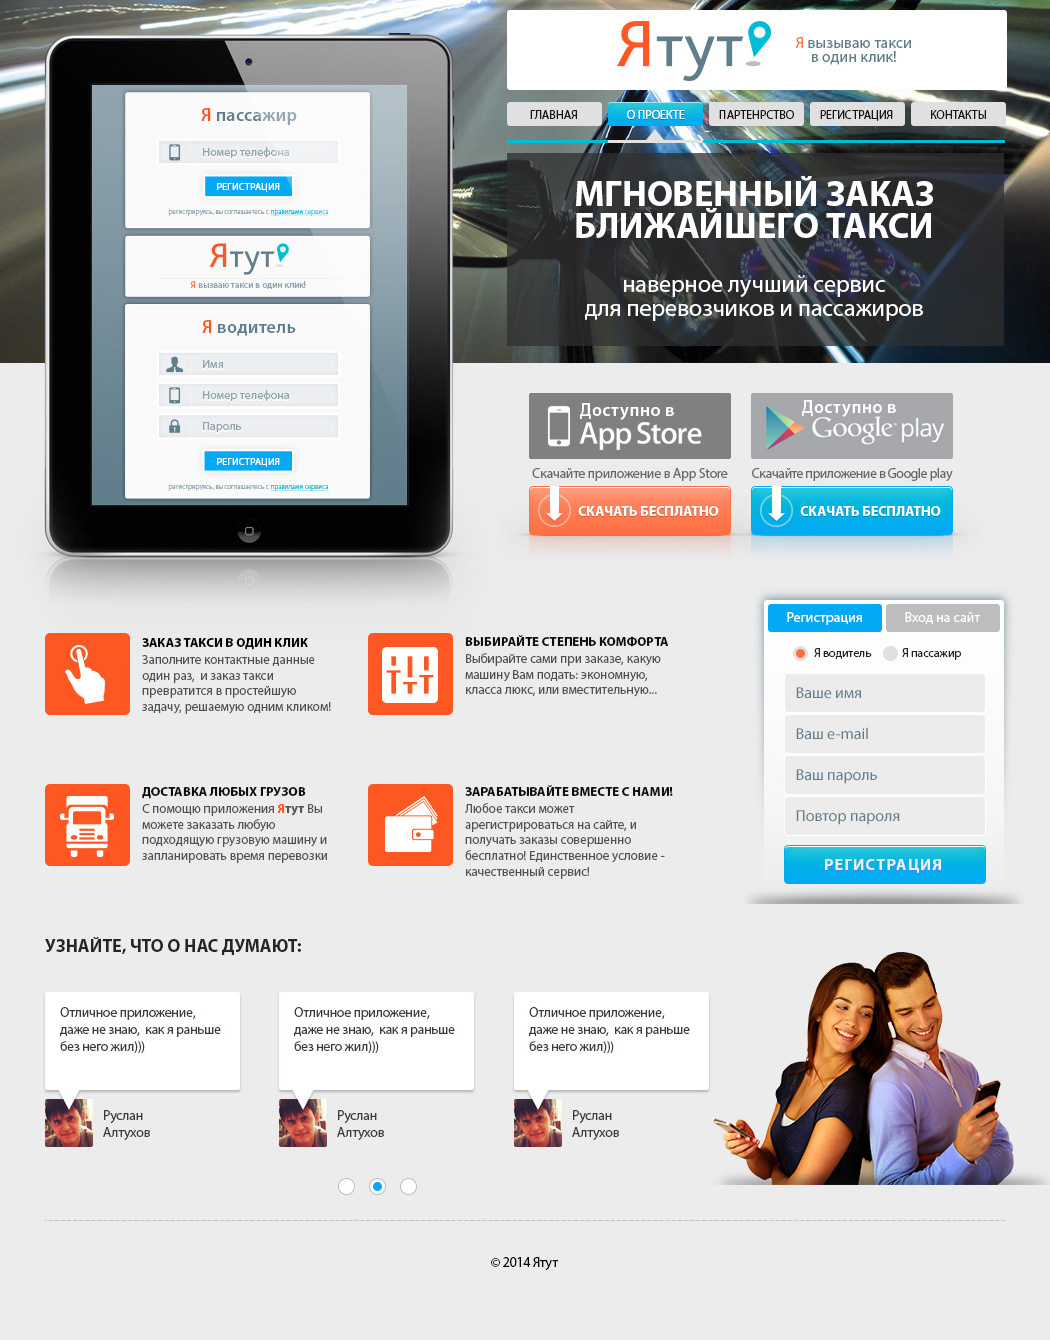 Ятут
Я вызываю такси
в один клик!
ГЛАВНАЯ
О ПРОЕКТЕ
ПАРТЕНРСТВО
РЕГИСТРАЦИЯ
КОНТАКТЫ
МГНОВЕННЫЙ ЗАКАЗ
БЛИЖАЙШЕГО ТАКСИ
наверное лучший сервис
для перевозчиков и пассажиров
Я пассажир
Номер телефона
РЕГИСТРАЦИЯ
регистрируясь, вы соглашаетесь с правилами сервиса
Ятут
Я вызваю такси в один клик!
Я водитель
Имя
Номер телефона
Пароль
РЕГИСТРАЦИЯ
регистрируясь, вы соглашаетесь с правилами сервиса
Доступно в
App Store
Скачайте приложение в App Store
СКАЧАТЬ БЕСПЛАТНО
Доступно в
Google play
Скачайте приложение в Google play
СКАЧАТЬ БЕСПЛАТНО
ЗАКАЗ ТАКСИ В ОДИН КЛИК
Заполните контактные данные
один раз, и заказ такси
превратится в простейшую
задачу, решаемую одним кликом!
ВЫБИРАЙТЕ СТЕПЕНЬ КОМФОРТА
Выбирайте сами при заказе, какую
машину Вам подать: экономную,
класса люкс, или вместительную...
ДОСТАВКА ЛЮБЫХ ГРУЗОВ
С помощю приложения Ятут Вы
можете заказать любую
подходящую грузовую машину и
запланировать время перевозки
ЗАРАБАТЫВАЙТЕ ВМЕСТЕ С НАМИ!
Любое такси может
арегистрироваться на сайте, и
получать заказы совершенно
бесплатно! Единственное условие -
качественный сервис!
Регистрация
Вход на сайт
Я водитель
Я пассажир
Ваше имя
Ваш e-mail
Ваш пароль
Повтор пароля
РЕГИСТРАЦИЯ
УЗНАЙТЕ, ЧТО О НАС ДУМАЮТ:
Отличное приложение,
даже не знаю, как я раньше
без него жил)))
Руслан
Алтухов
Отличное приложение,
даже не знаю, как я раньше
без него жил)))
Руслан
Алтухов
Отличное приложение,
даже не знаю, как я раньше
без него жил)))
Руслан
Алтухов
© 2014 Ятут